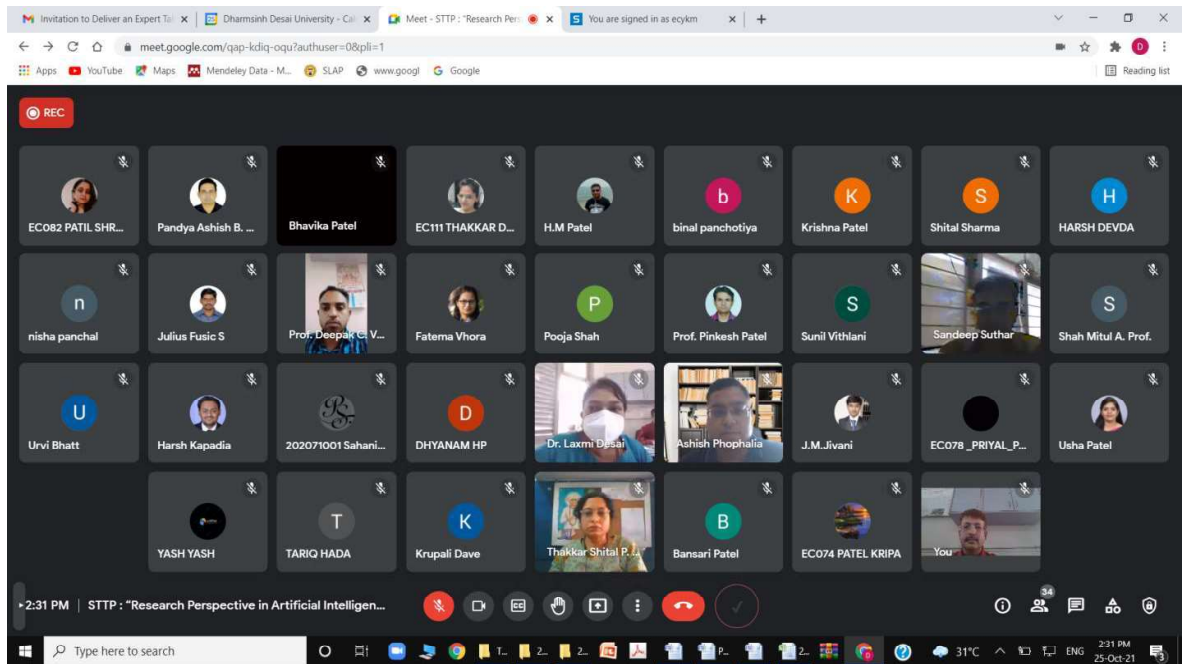 Invitation to Deliver an Expert Ta
Dharmsinh Desai University - Cal
Meet - STTP : "Research Pers
You are signed in as ecykm
meet.google.com/qap-kdiq-oqu?authuser=0&pli=1
D
Apps YouTube Maps Mendeley Data - M... SLAP www.googl Google Reading list
REC
EC082 PATIL SHR... Pandya Ashish B. ... Bhavika Patel EC111 THAKKAR D... H.M Patel b binal panchotiya K Krishna Patel S Shital Sharma H HARSH DEVDA
n nisha panchal Julius Fusic S Prof. Deepak C. V... Fatema Vhora P Pooja Shah Prof. Pinkesh Patel S Sunil Vithlani Sandeep Suthar S Shah Mitul A. Prof.
U Urvi Bhatt Harsh Kapadia 202071001 Sahani... D DHYANAM HP Dr. Laxmi Desai Ashish Phophalia J.M.Jivani EC078 _PRIYAL_P... Usha Patel
YASH YASH T TARIQ HADA K Krupali Dave Thakkar Shital P. ... B Bansari Patel EC074 PATEL KRIPA You
2:31 PM | STTP : "Research Perspective in Artificial Intelligen... CC 34
Type here to search T... 2... 2... P... 2... 31°C ENG 2:31 PM
25-Oct-21 3